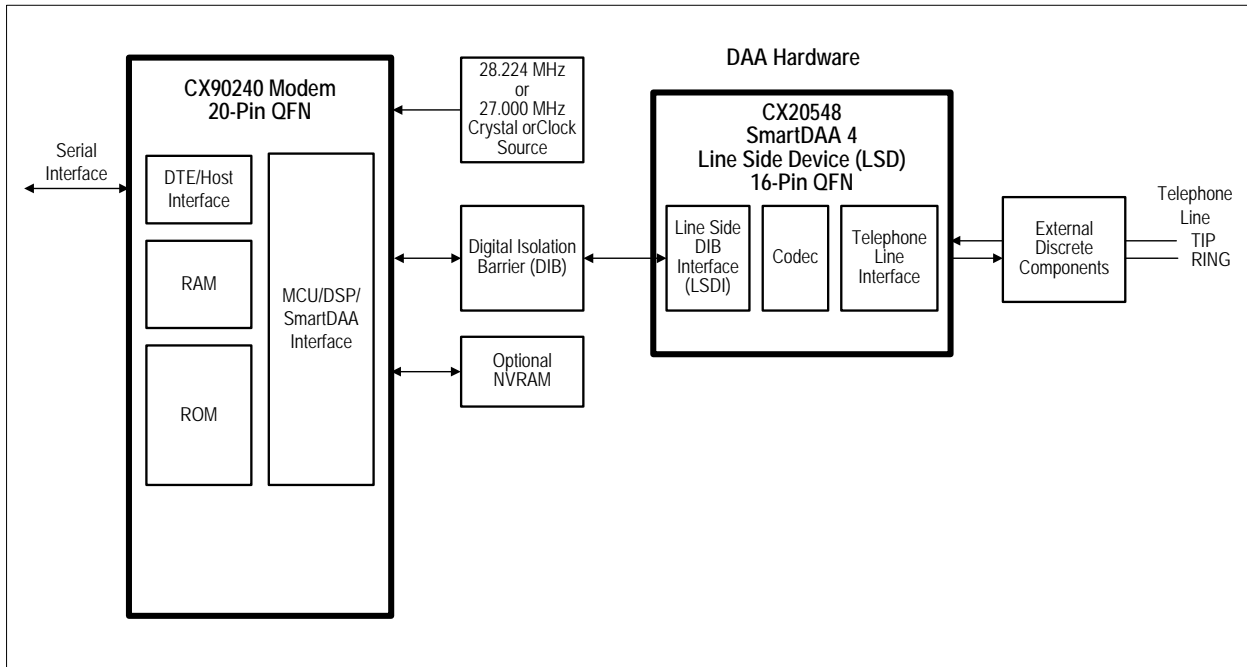 CX90240 Modem
20-Pin QFN
Serial
Interface
DTE/Host
Interface
RAM
ROM
MCU/DSP/
SmartDAA
Interface
28.224 MHz
or
27.000 MHz
Crystal orClock
Source
Digital Isolation
Barrier (DIB)
Optional
NVRAM
DAA Hardware
CX20548
SmartDAA 4
Line Side Device (LSD)
16-Pin QFN
Line Side
DIB
Interface
(LSDI)
Codec
Telephone
Line
Interface
External
Discrete
Components
Telephone
Line
TIP
RING